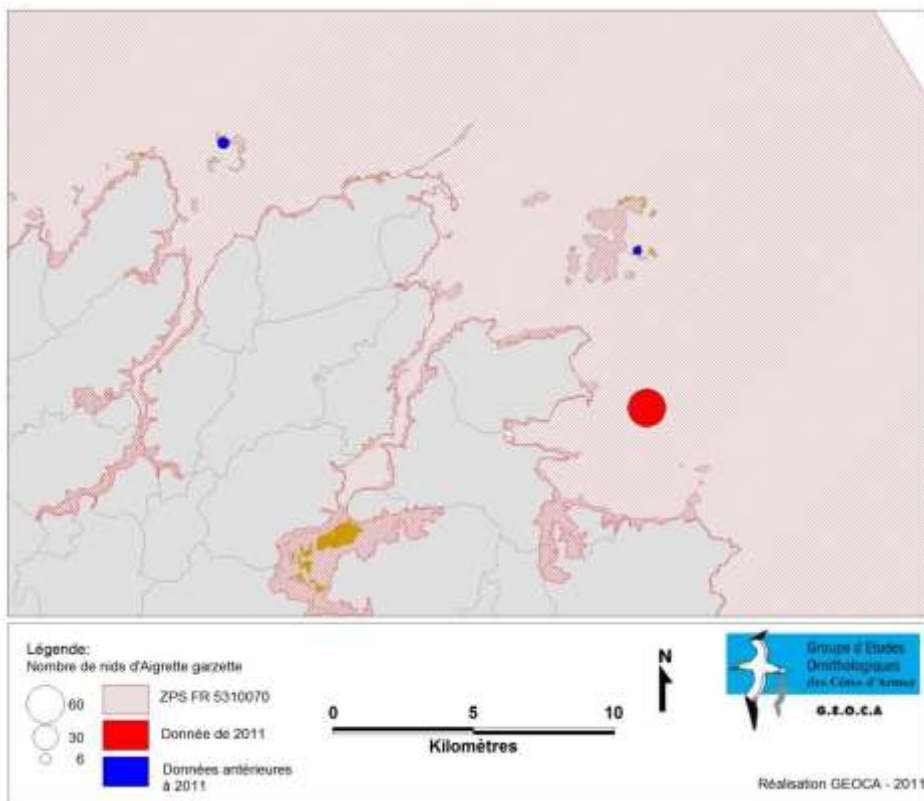 Légende:
Nombre de nids d'Aigrette garzette
60
30
6
ZPS FR 5310070
Donnée de 2011
Données antérieures
à 2011
0 5 10
Kilomètres
N
Groupe d'Etudes
Ornithologiques
des Côtes d'Armor
G.E.O.C.A
Réalisation GEOCA - 2011